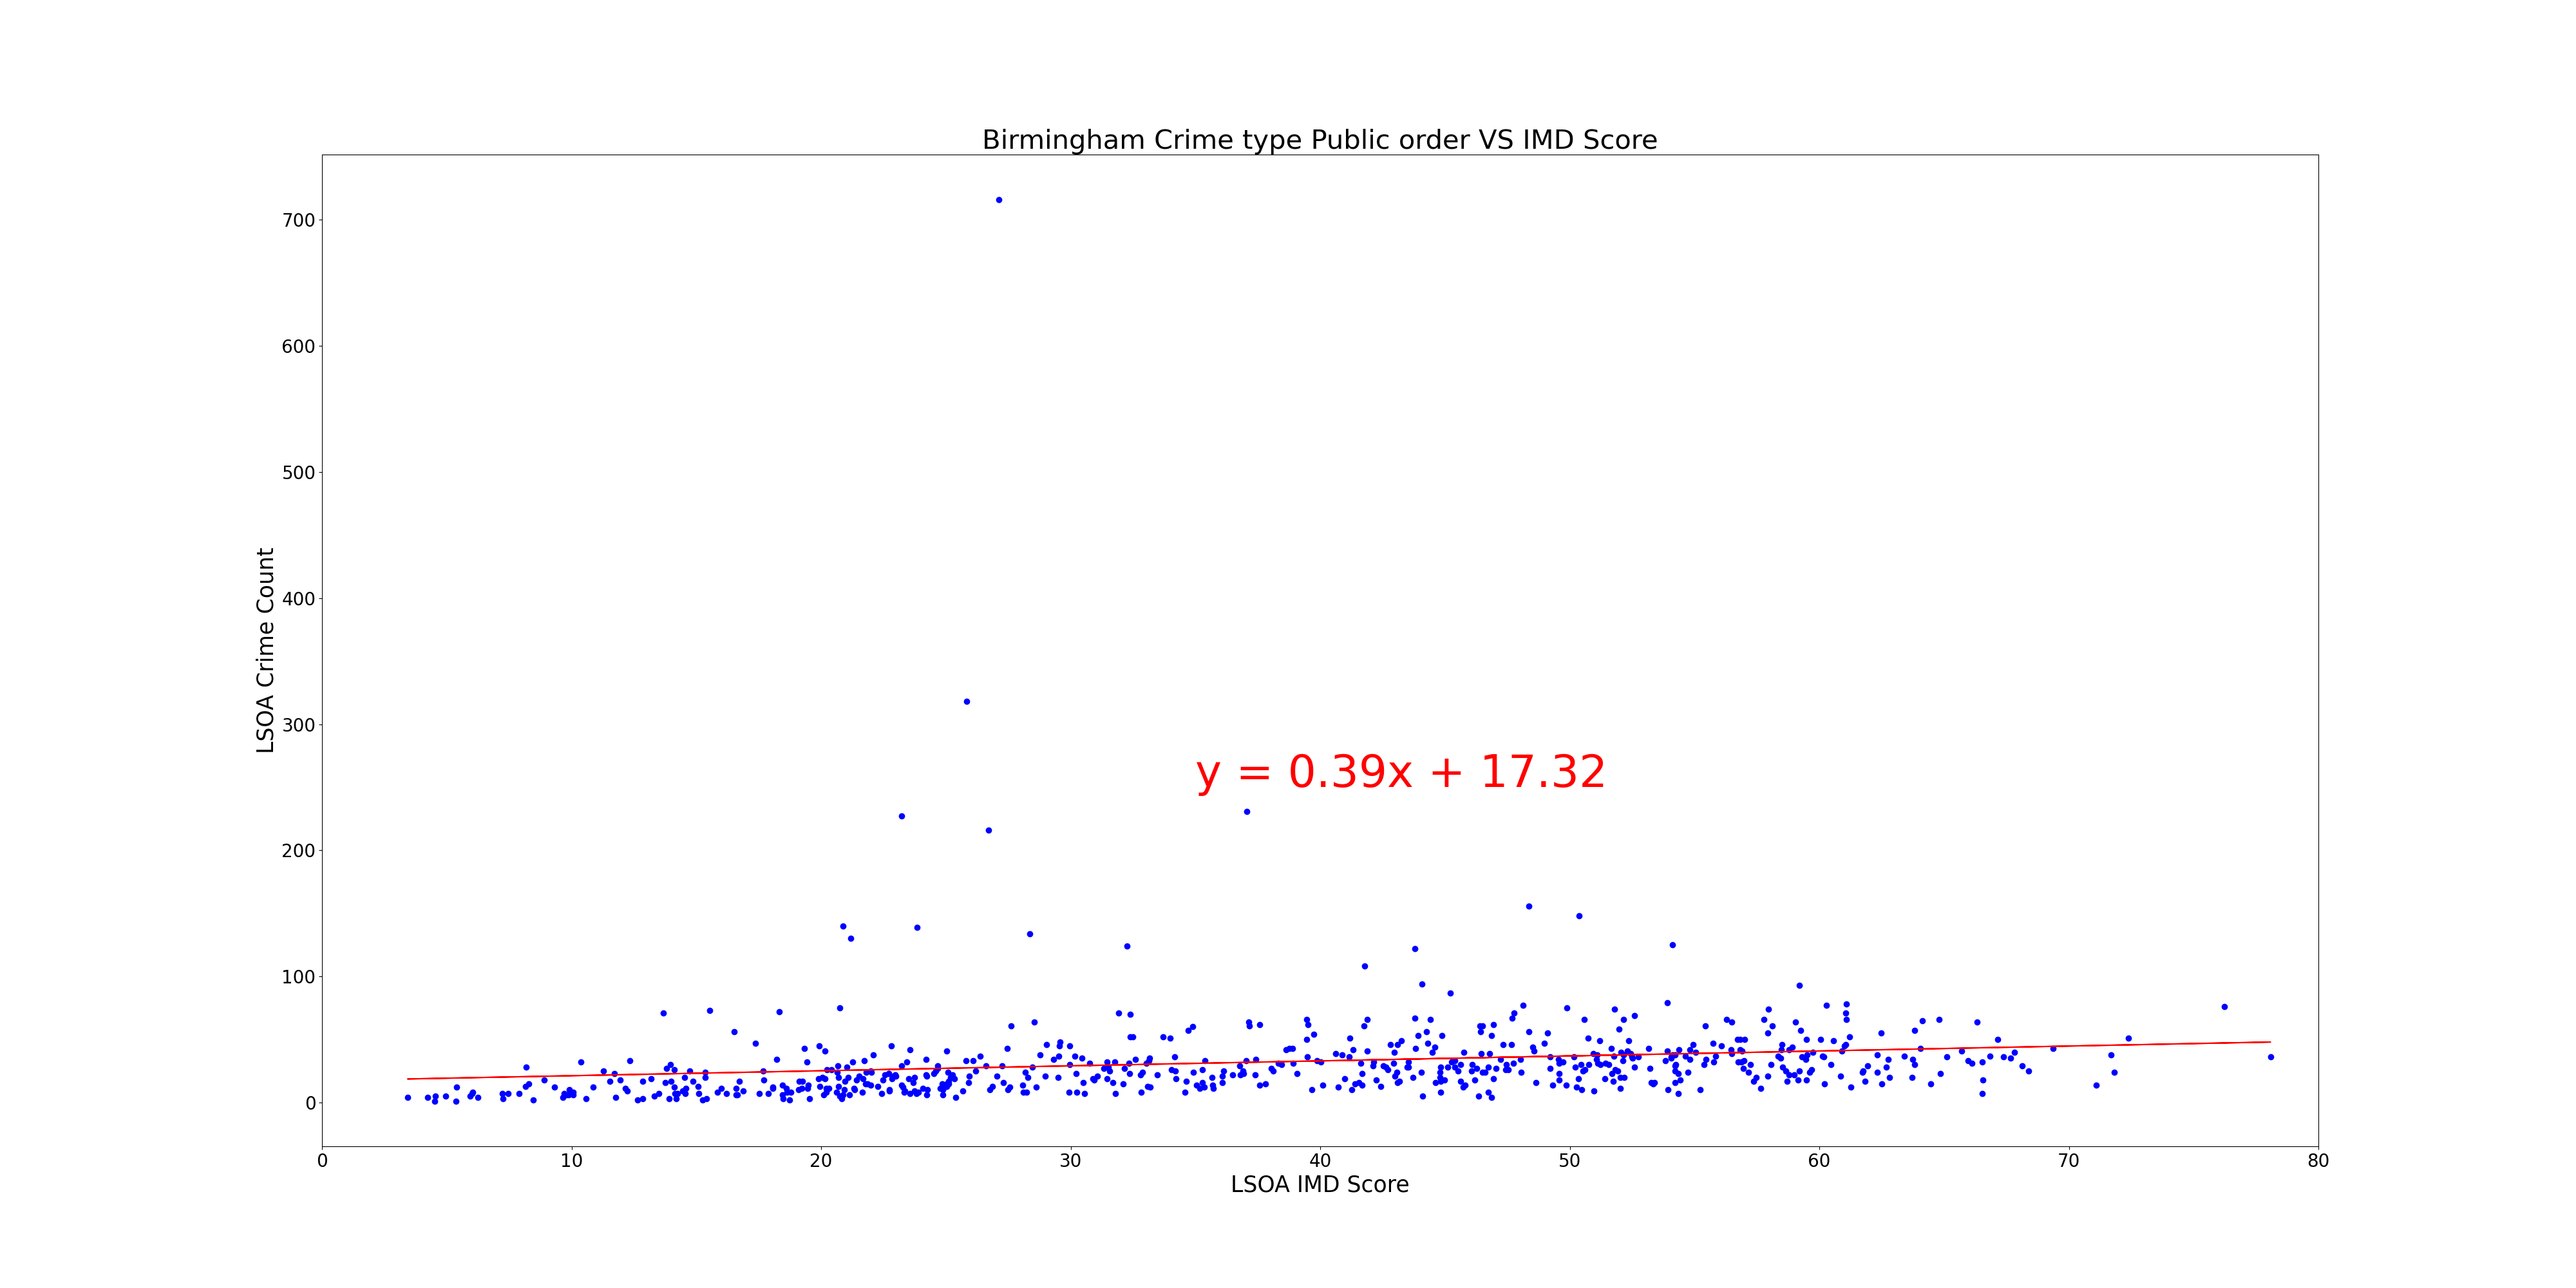 Birmingham Crime type Public order VS IMD Score
700
600
500
400
300
200
100
0
LSOA Crime Count
y = 0.39x + 17.32
0 10 20 30 40 50 60 70 80
LSOA IMD Score